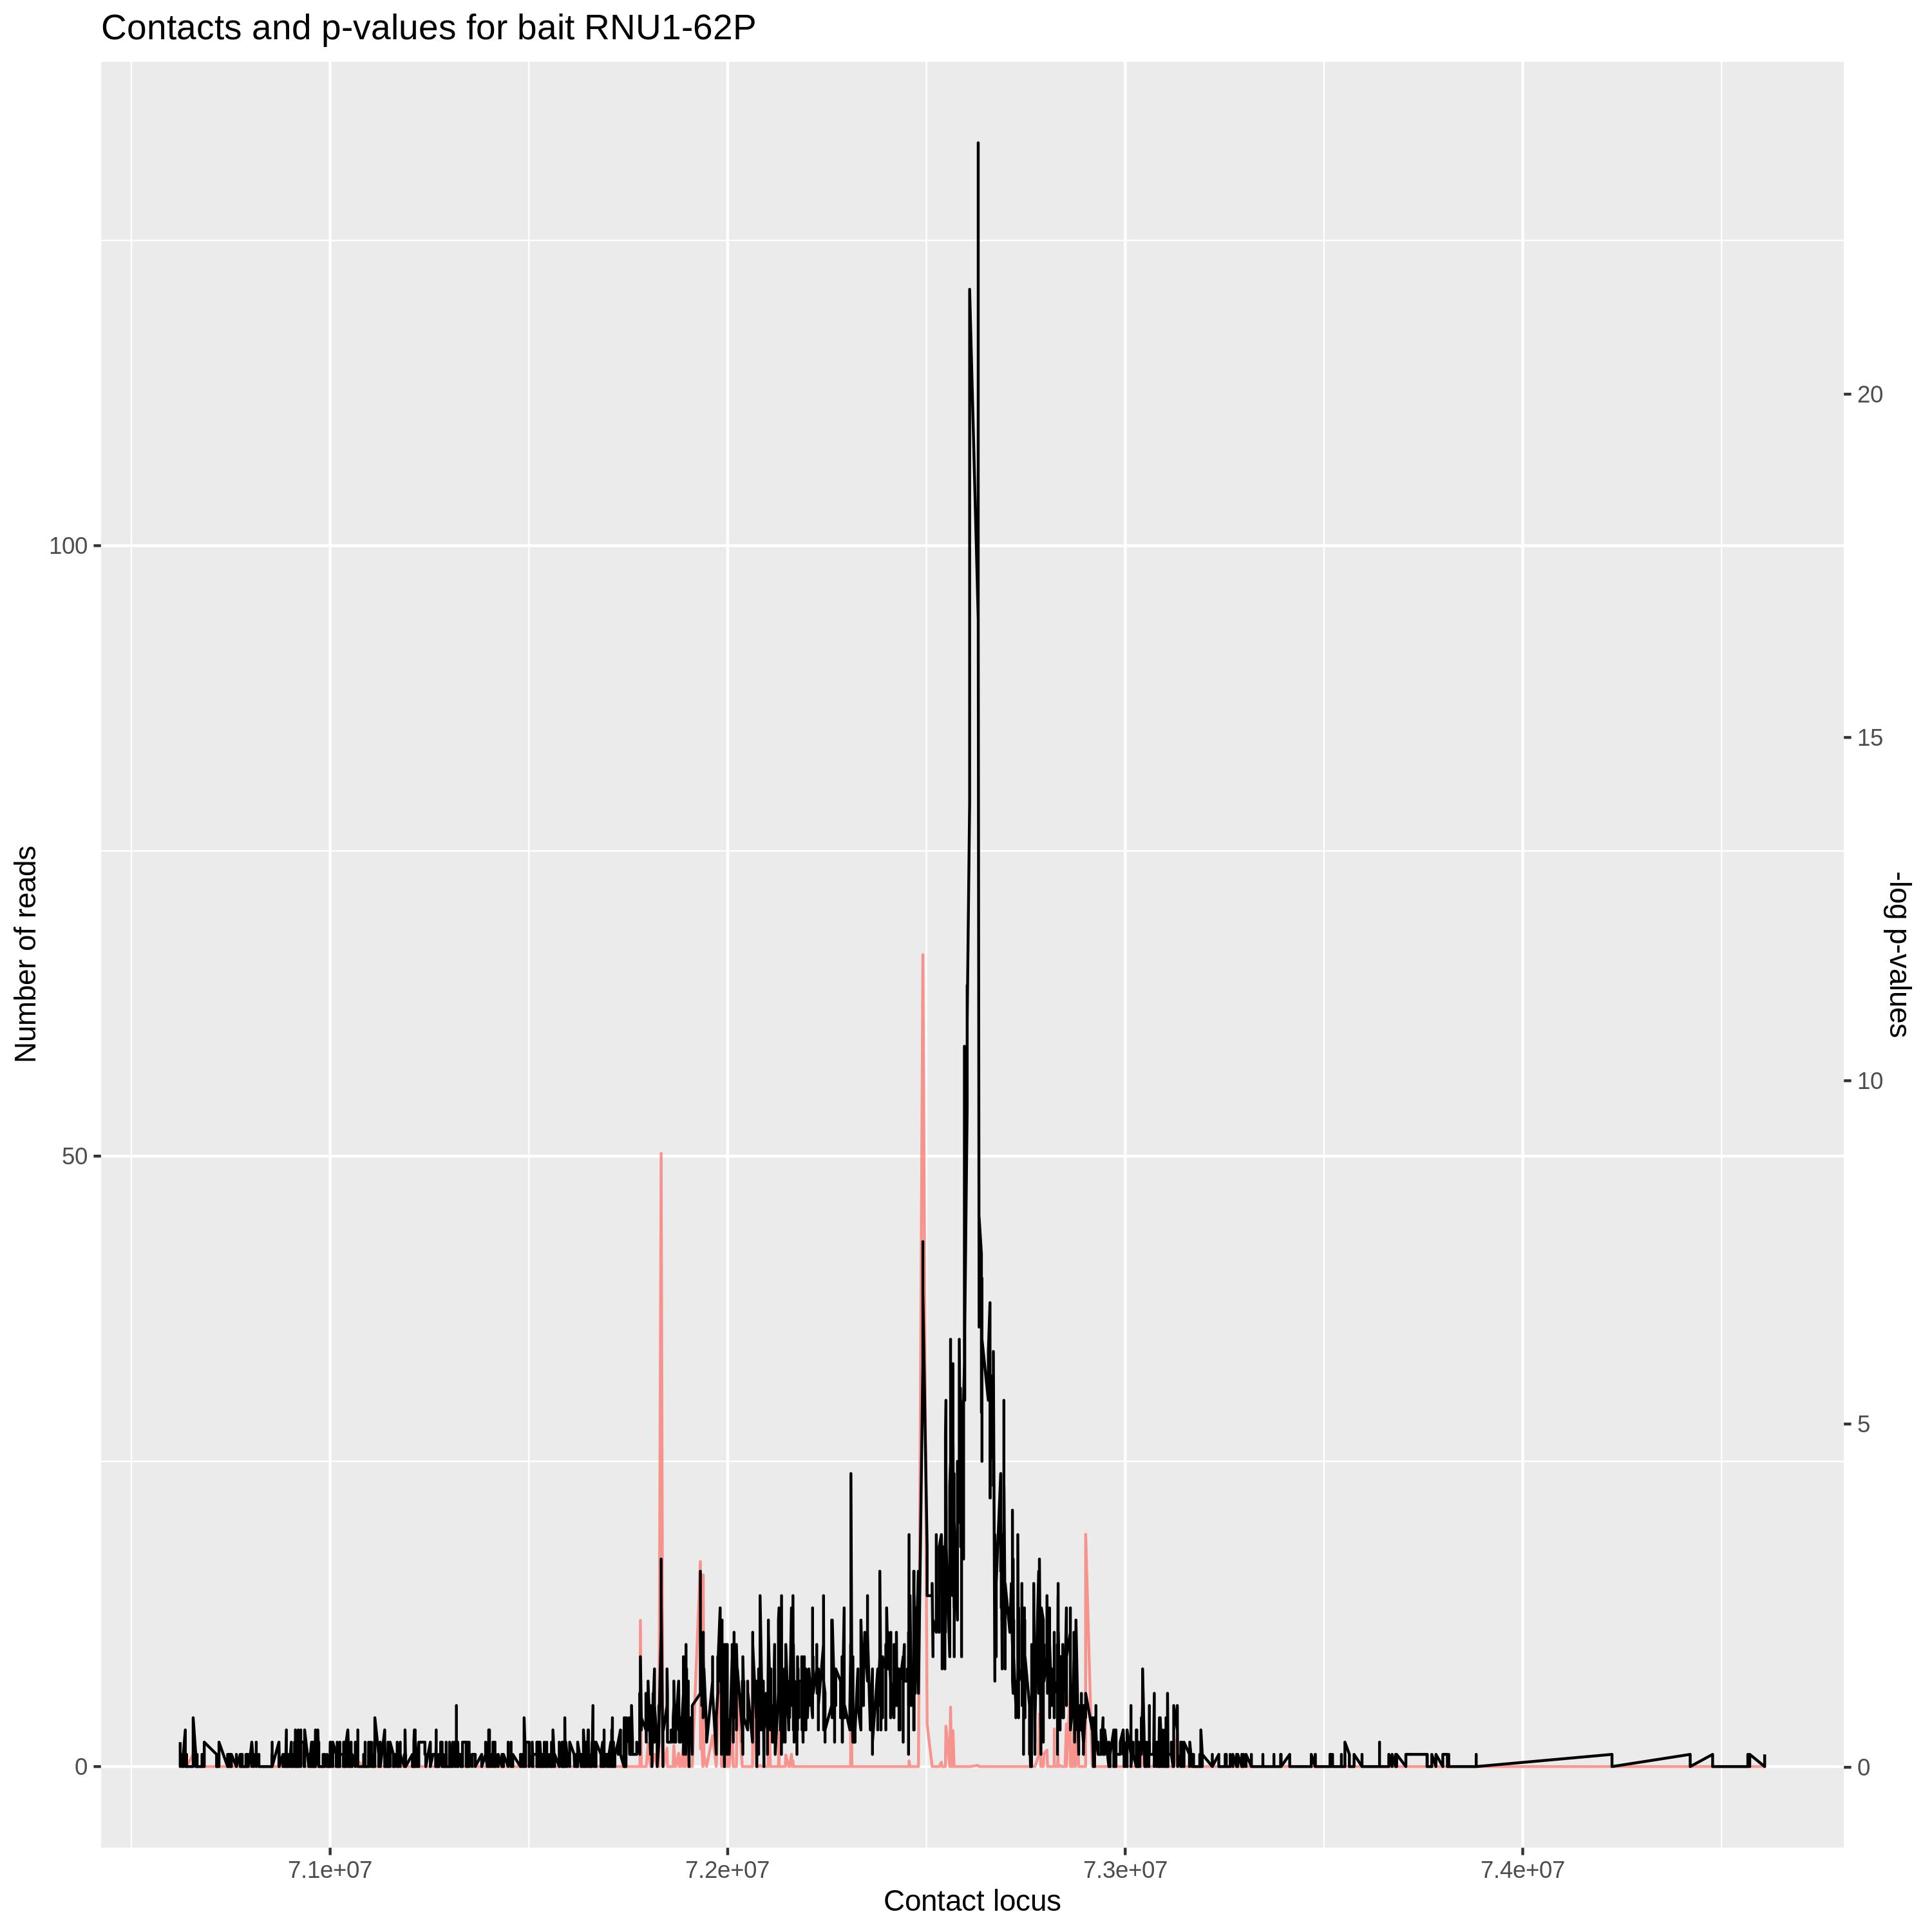 Contacts and p-values for bait RNU1-62P
100
50
0
Number of reads
20
15
10
5
0
-log p-values
7.1e+07
7.2e+07
7.3e+07
7.4e+07
Contact locus